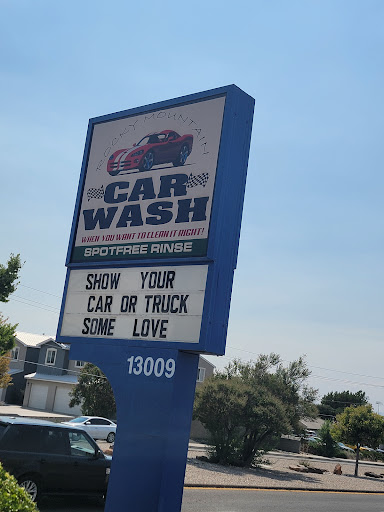 MOUNTAIN
CAR
WASH
WHEN YOU WANT TO CLEAN IT RIGHT!
SPOTFREE RINSE
SHOW YOUR
CAR OR TRUCK
SOME LOVE
13009